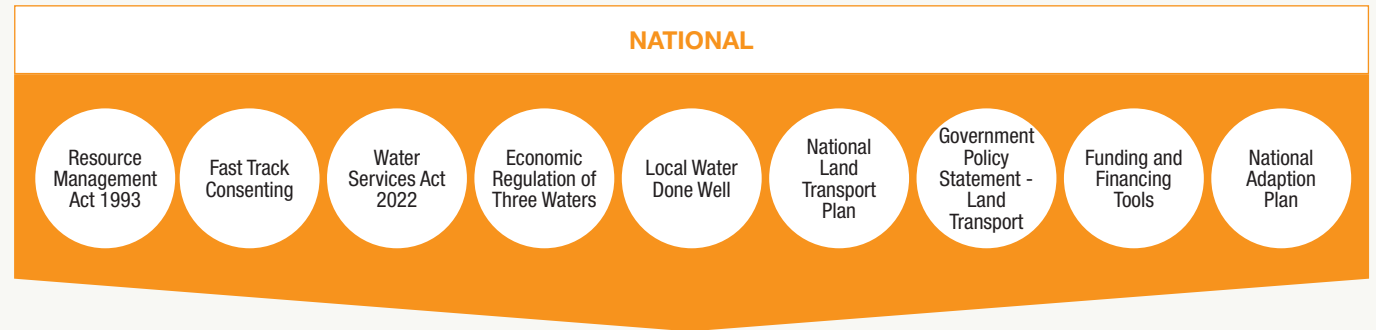 NATIONAL
Resource
Management
Act 1993
Fast Track
Consenting
Water
Services Act
2022
Economic
Regulation of
Three Waters
Local Water
Done Well
National
Land
Transport
Plan
Government
Policy
Statement -
Land
Transport
Funding and
Financing
Tools
National
Adaption
Plan